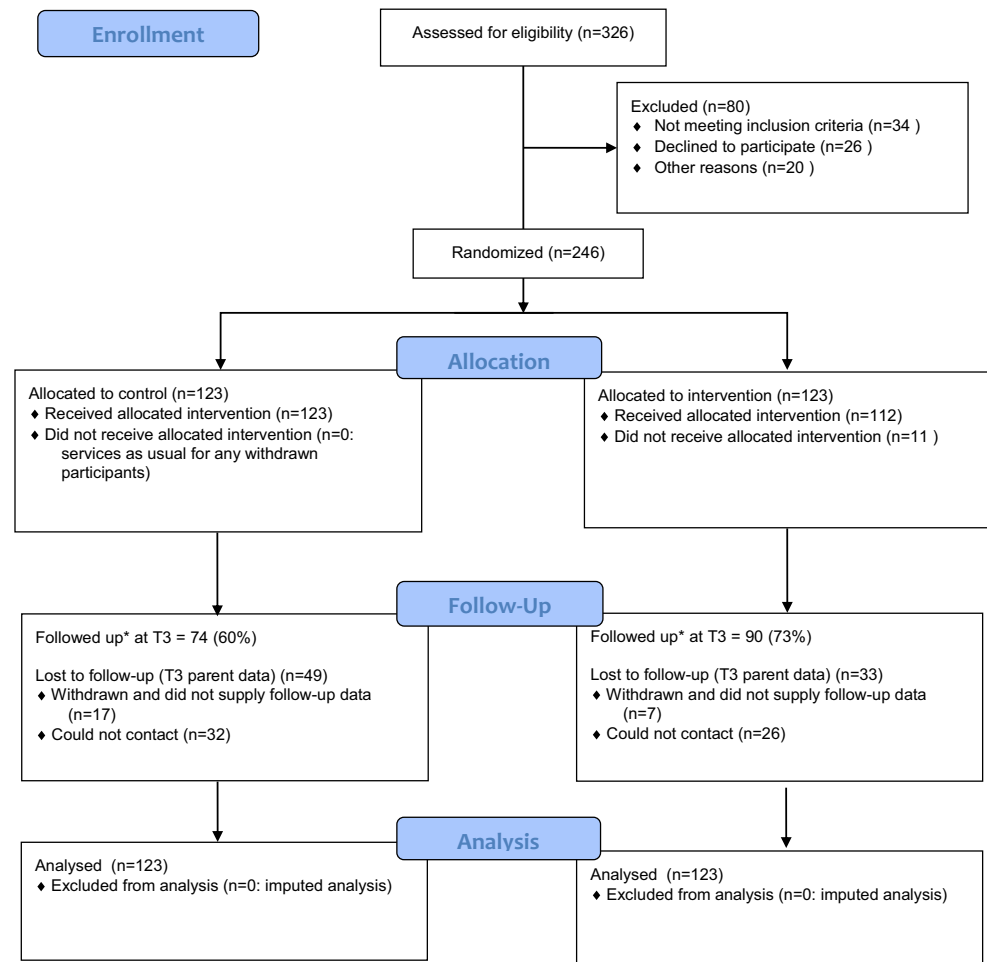 Enrollment
Assessed for eligibility (n=326)
Excluded (n=80)
♦ Not meeting inclusion criteria (n=34 )
♦ Declined to participate (n=26 )
♦ Other reasons (n=20 )
Randomized (n=246)
Allocation
Allocated to control (n=123)
♦ Received allocated intervention (n=123)
♦ Did not receive allocated intervention (n=0:
services as usual for any withdrawn
participants)
Allocated to intervention (n=123)
♦ Received allocated intervention (n=112)
♦ Did not receive allocated intervention (n=11 )
Follow-Up
Followed up* at T3 = 74 (60%)
Lost to follow-up (T3 parent data) (n=49)
♦ Withdrawn and did not supply follow-up data
(n=17)
♦ Could not contact (n=32)
Followed up* at T3 = 90 (73%)
Lost to follow-up (T3 parent data) (n=33)
♦ Withdrawn and did not supply follow-up data
(n=7)
♦ Could not contact (n=26)
Analysis
Analysed (n=123)
♦ Excluded from analysis (n=0: imputed analysis)
Analysed (n=123)
♦ Excluded from analysis (n=0: imputed analysis)